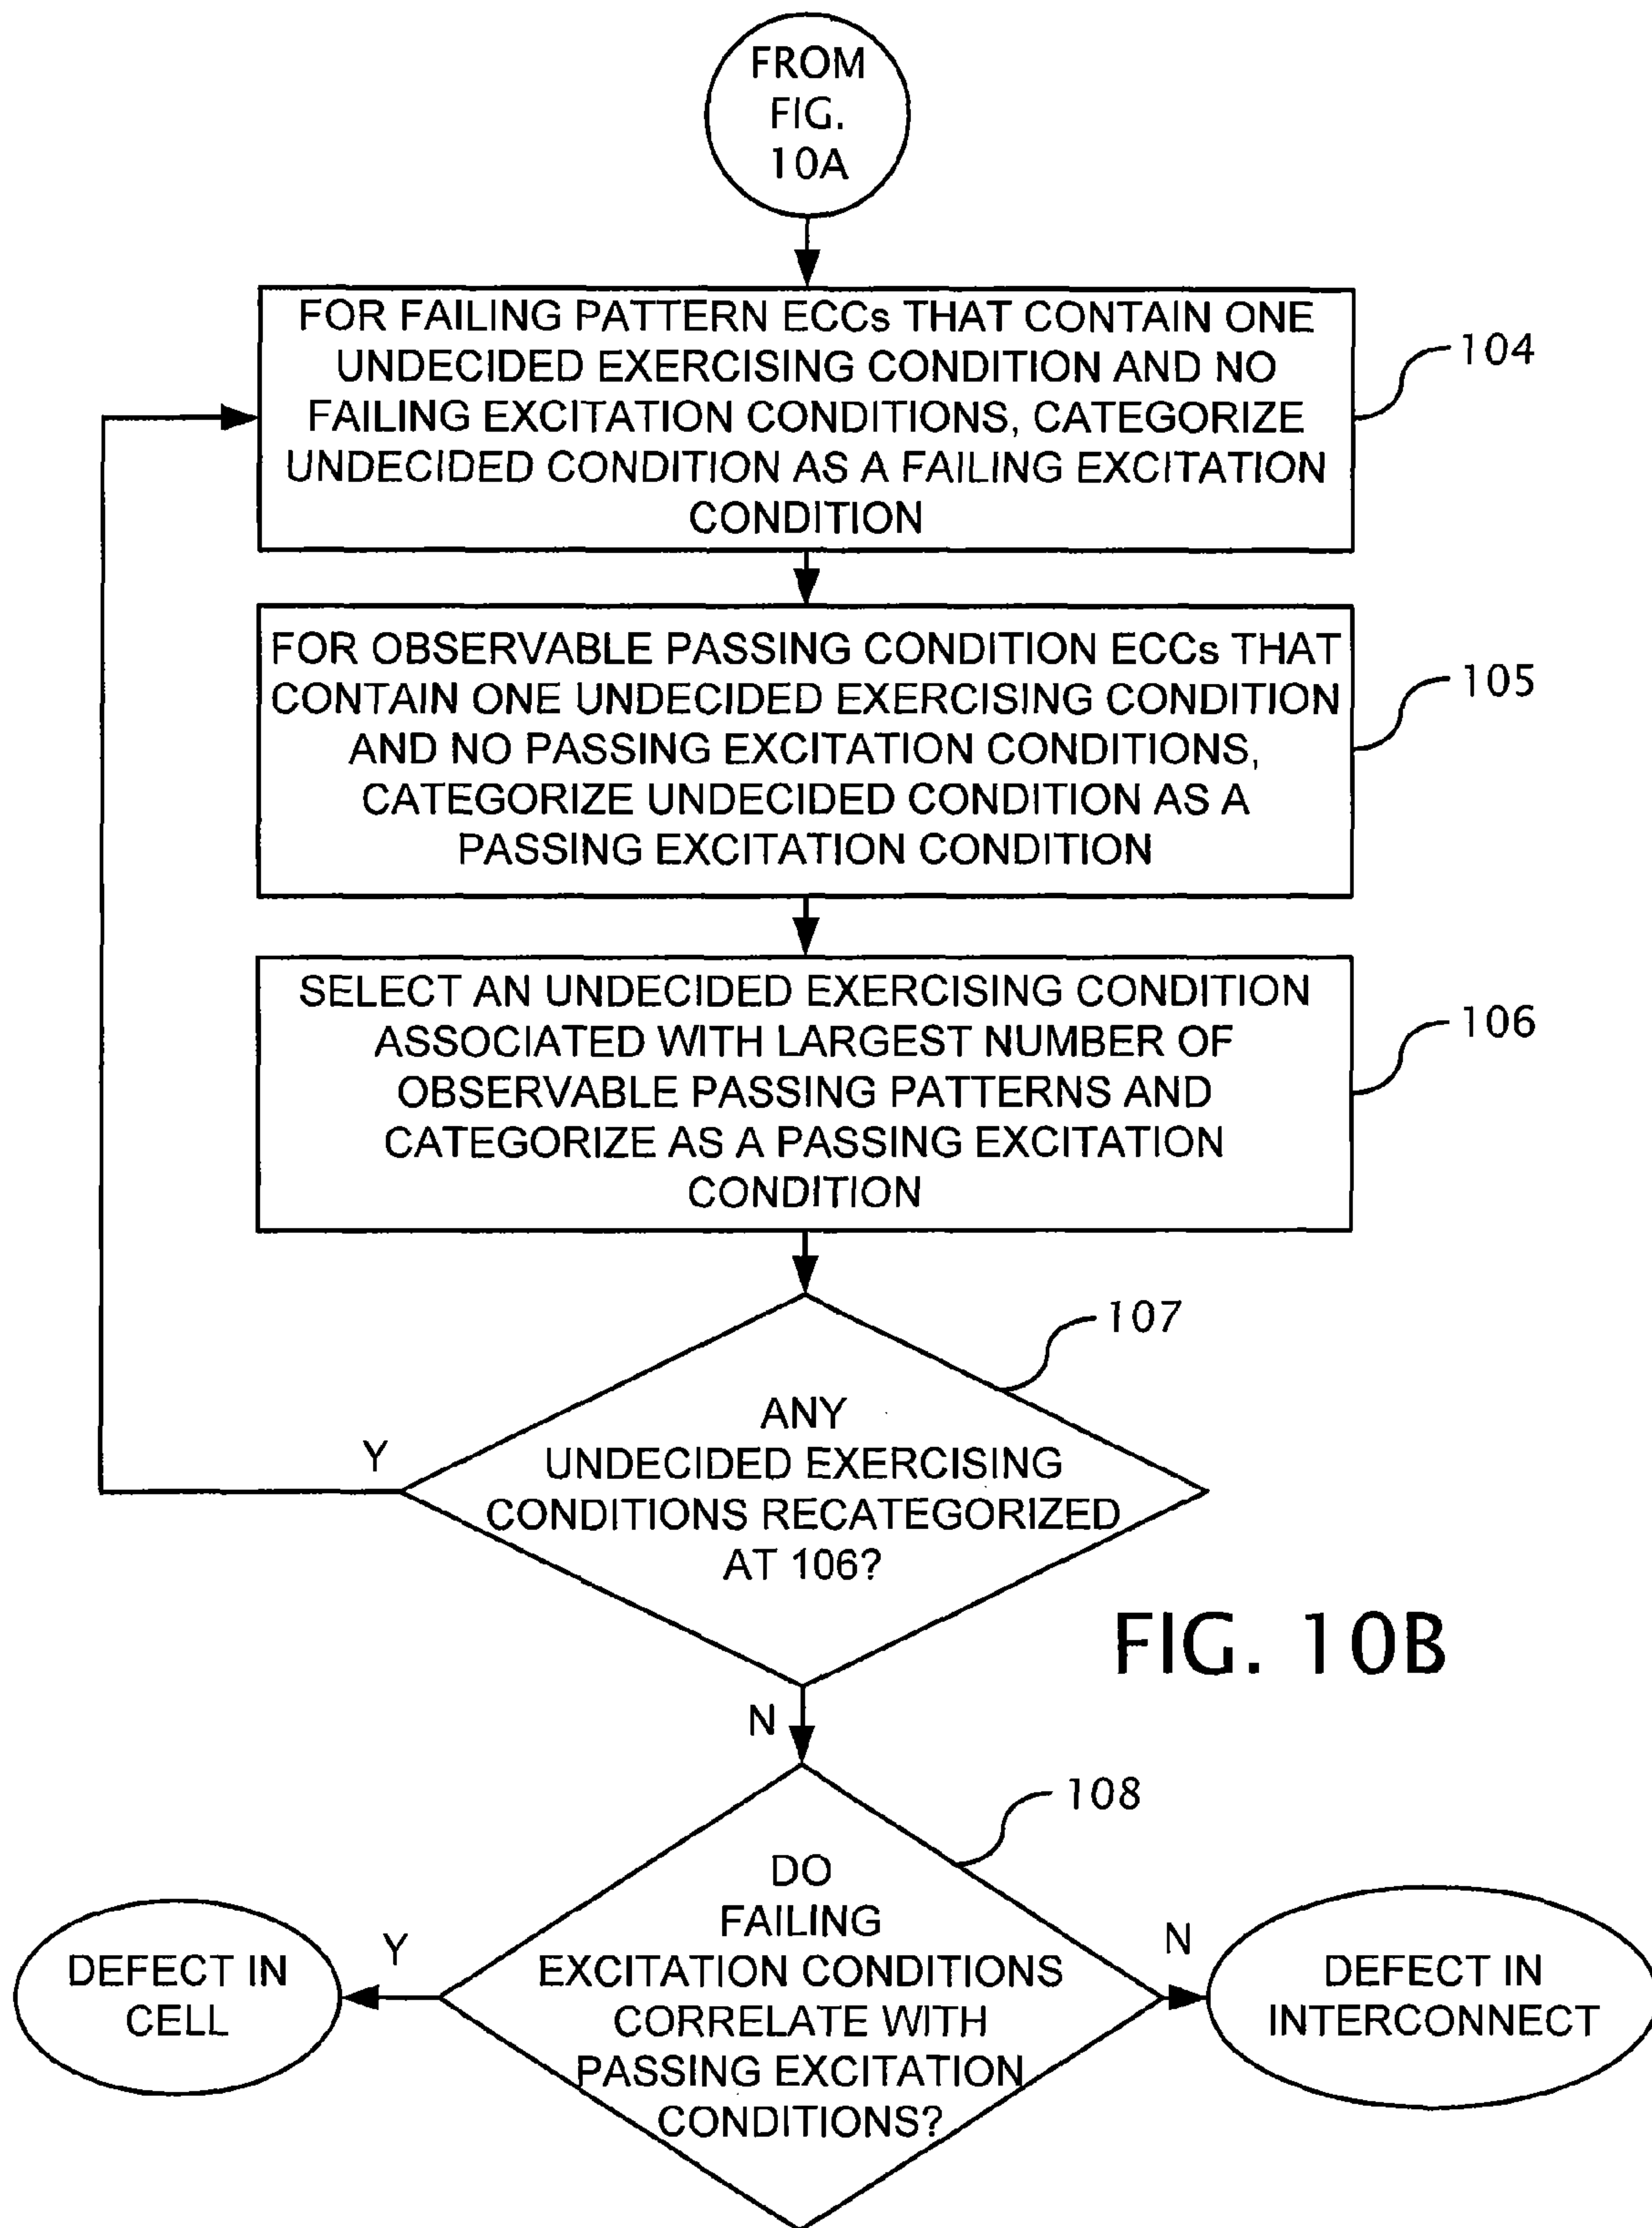 FROM
FIG.
10A
FOR FAILING PATTERN ECCs THAT CONTAIN ONE
UNDECIDED EXERCISING CONDITION AND NO
FAILING EXCITATION CONDITIONS, CATEGORIZE
UNDECIDED CONDITION AS A FAILING EXCITATION
CONDITION
104
FOR OBSERVABLE PASSING CONDITION ECCs THAT
CONTAIN ONE UNDECIDED EXERCISING CONDITION
AND NO PASSING EXCITATION CONDITIONS,
CATEGORIZE UNDECIDED CONDITION AS A
PASSING EXCITATION CONDITION
105
SELECT AN UNDECIDED EXERCISING CONDITION
ASSOCIATED WITH LARGEST NUMBER OF
OBSERVABLE PASSING PATTERNS AND
CATEGORIZE AS A PASSING EXCITATION
CONDITION
106
107
ANY
UNDECIDED EXERCISING
CONDITIONS RECATEGORIZED
AT 106?
Y
FIG. 10B
N
108
DO
FAILING
EXCITATION CONDITIONS
CORRELATE WITH
PASSING EXCITATION
CONDITIONS?
Y
N
DEFECT IN
CELL
DEFECT IN
INTERCONNECT